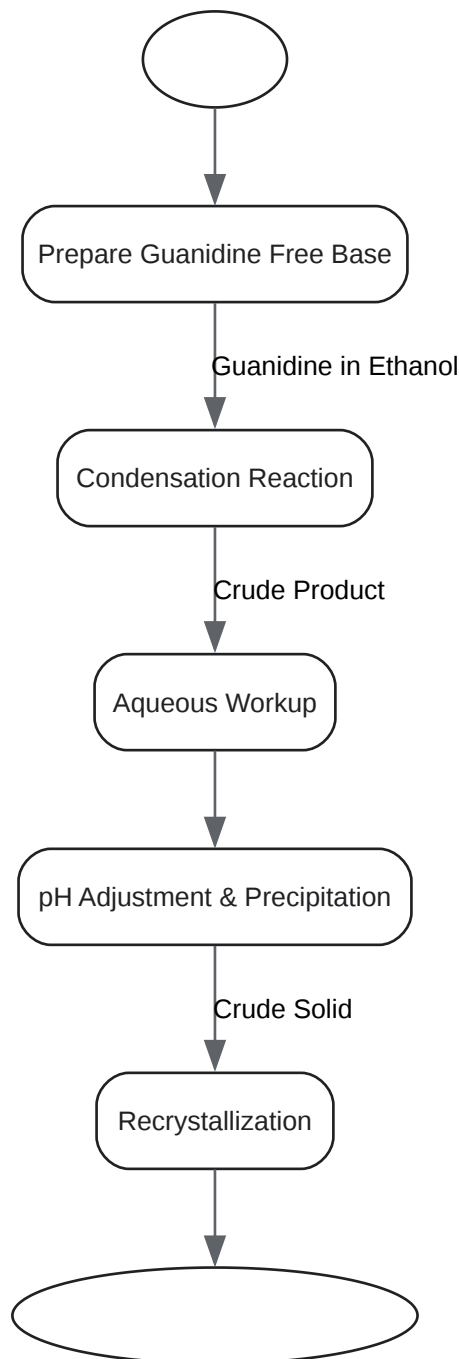 Prepare Guanidine Free Base
Guanidine in Ethanol
Condensation Reaction
Crude Product
Aqueous Workup
pH Adjustment & Precipitation
Crude Solid
Recrystallization